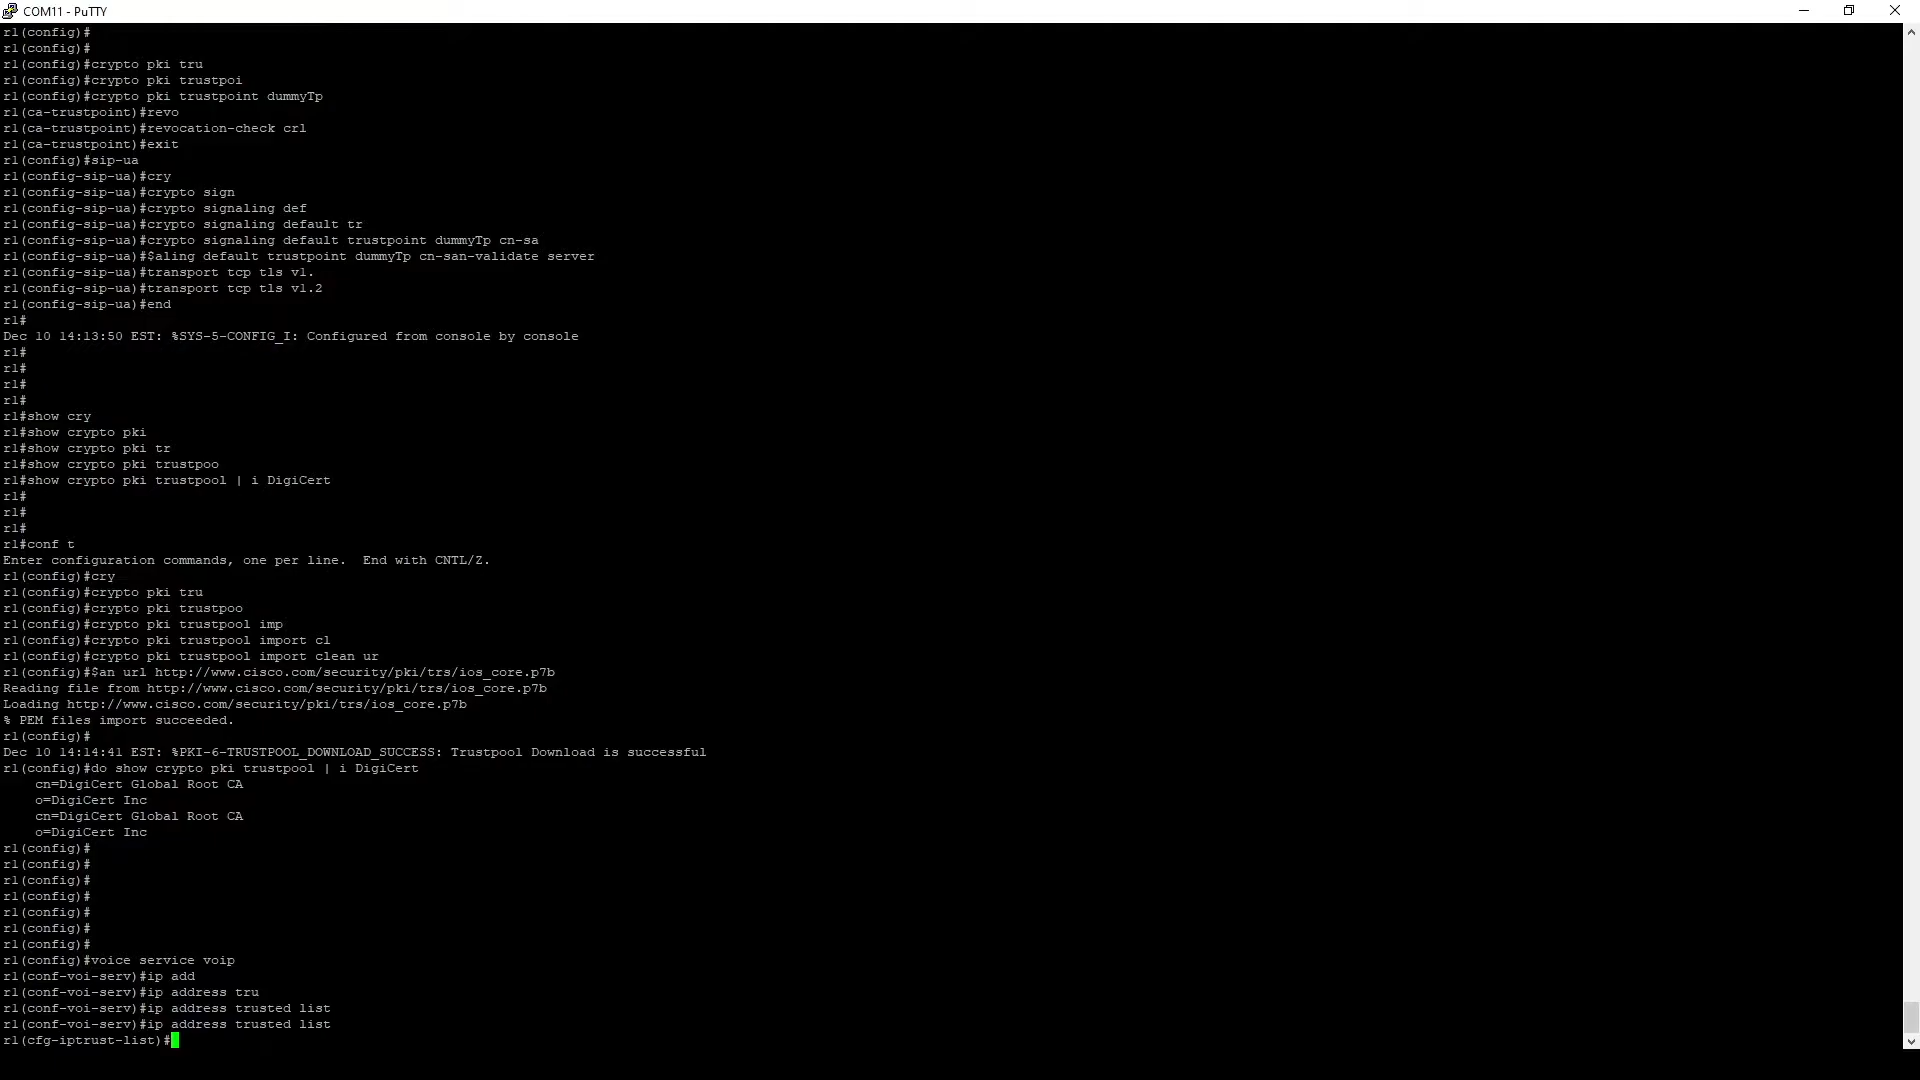 COM11 - PuTTY
r1(config)#
r1(config)#
r1(config)#crypto pki tru
r1(config)#crypto pki trustpoi
r1(config)#crypto pki trustpoint dummyTp
r1(ca-trustpoint)#revo
r1(ca-trustpoint)#revocation-check crl
r1(ca-trustpoint)#exit
r1(config)#sip-ua
r1(config-sip-ua)#cry
r1(config-sip-ua)#crypto sign
r1(config-sip-ua)#crypto signaling def
r1(config-sip-ua)#crypto signaling default tr
r1(config-sip-ua)#crypto signaling default trustpoint dummyTp cn-sa
r1(config-sip-ua)#$aling default trustpoint dummyTp cn-san-validate server
r1(config-sip-ua)#transport tcp tls v1.
r1(config-sip-ua)#transport tcp tls v1.2
r1(config-sip-ua)#end
r1#
Dec 10 14:13:50 EST: %SYS-5-CONFIG_I: Configured from console by console
r1#
r1#
r1#
r1#
r1#show cry
r1#show crypto pki
r1#show crypto pki tr
r1#show crypto pki trustpoo
r1#show crypto pki trustpool | i DigiCert
r1#
r1#
r1#
r1#conf t
Enter configuration commands, one per line.  End with CNTL/Z.
r1(config)#cry
r1(config)#crypto pki tru
r1(config)#crypto pki trustpoo
r1(config)#crypto pki trustpool imp
r1(config)#crypto pki trustpool import cl
r1(config)#crypto pki trustpool import clean ur
r1(config)#$an url http://www.cisco.com/security/pki/trs/ios_core.p7b
Reading file from http://www.cisco.com/security/pki/trs/ios_core.p7b
Loading http://www.cisco.com/security/pki/trs/ios_core.p7b
% PEM files import succeeded.
r1(config)#
Dec 10 14:14:41 EST: %PKI-6-TRUSTPOOL_DOWNLOAD_SUCCESS: Trustpool Download is successful
r1(config)#do show crypto pki trustpool | i DigiCert
cn=DigiCert Global Root CA
o=DigiCert Inc
cn=DigiCert Global Root CA
o=DigiCert Inc
r1(config)#
r1(config)#
r1(config)#
r1(config)#
r1(config)#
r1(config)#
r1(config)#
r1(config)#voice service voip
r1(conf-voi-serv)#ip add
r1(conf-voi-serv)#ip address tru
r1(conf-voi-serv)#ip address trusted list
r1(conf-voi-serv)#ip address trusted list
r1(cfg-iptrust-list)#